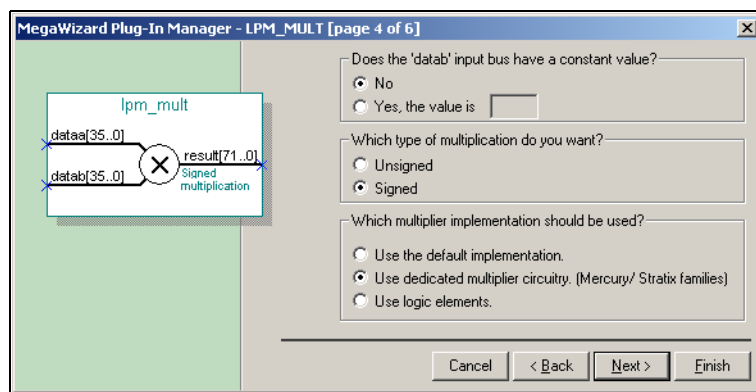 MegaWizard Plug-In Manager - LPM_MULT [page 4 of 6]
lpm_mult
dataa[35..0]
result[71..0]
datab[35..0]
Signed
multiplication
Does the 'datab' input bus have a constant value?
No
Yes, the value is
Which type of multiplication do you want?
Unsigned
Signed
Which multiplier implementation should be used?
Use the default implementation.
Use dedicated multiplier circuitry. (Mercury/ Stratix families)
Use logic elements.
Cancel < Back Next > Finish